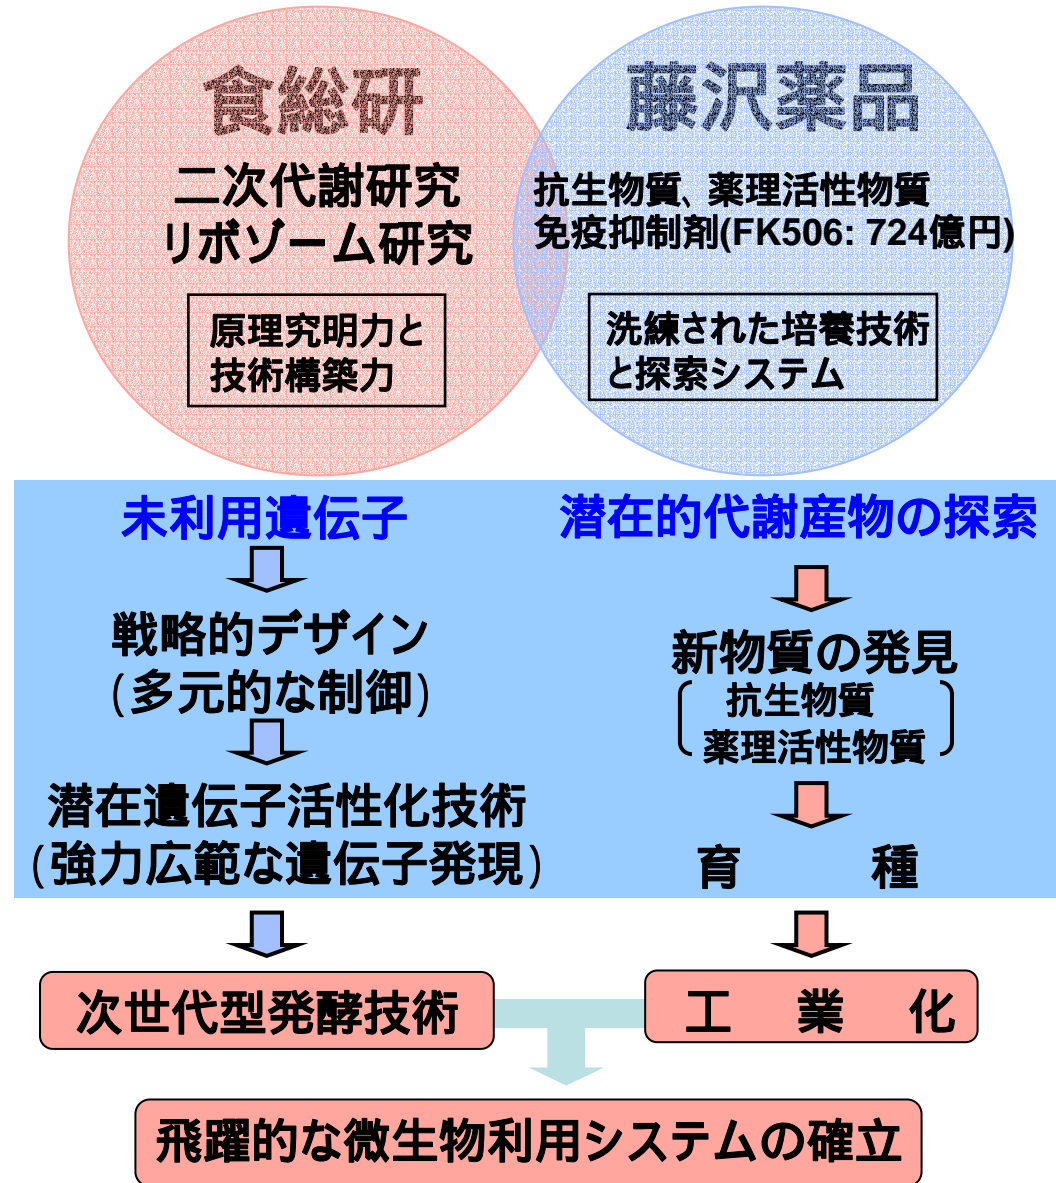 食総研
二次代謝研究
リボゾーム研究
原理究明力と
技術構築力
藤沢薬品
抗生物質、薬理活性物質
免疫抑制剤(FK506: 724億円)
洗練された培養技術
と探索システム
未利用遺伝子
戦略的デザイン
(多元的な制御)
潜在遺伝子活性化技術
(強力広範な遺伝子発現)
次世代型発酵技術
潜在的代謝産物の探索
新物質の発見
抗生物質
薬理活性物質
育 種
工 業 化
飛躍的な微生物利用システムの確立